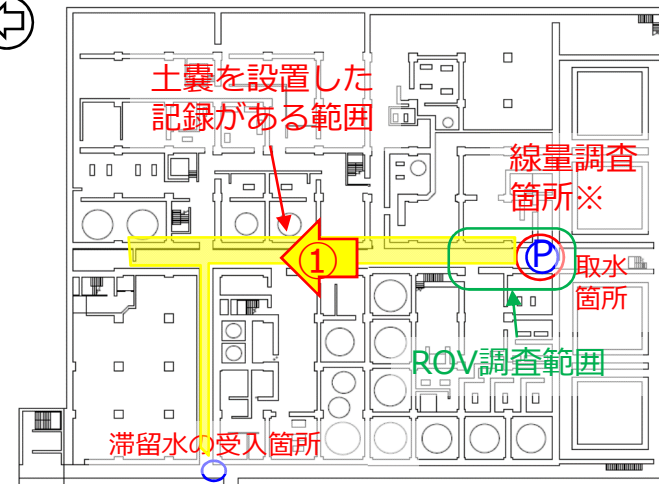 土嚢を設置した
記録がある範囲
線量調査
箇所※
①
P
取水
箇所
ROV調査範囲
滞留水の受入箇所